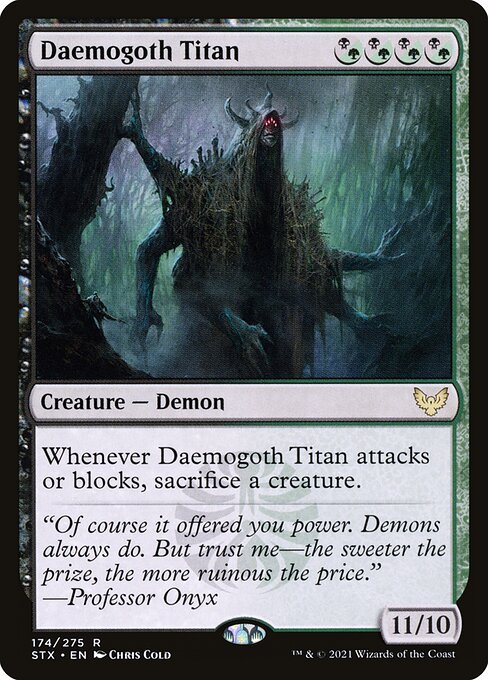 Daemogoth Titan
Creature — Demon
Whenever Daemogoth Titan attacks
or blocks, sacrifice a creature.
“Of course it offered you power. Demons
always do. But trust me—the sweeter the
prize, the more ruinous the price.”
—Professor Onyx
11/10
174/275 R
STX • EN Chris Cold
™ & © 2021 Wizards of the Coast